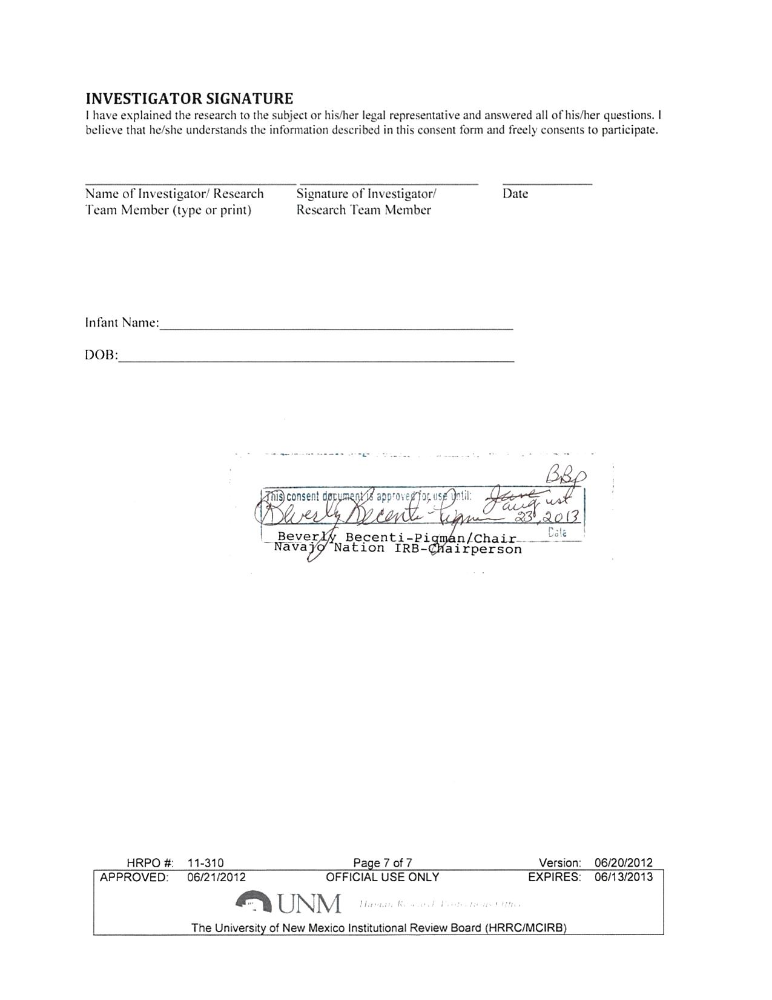 INVESTIGATOR SIGNATURE
I have explained the research to the subject or his/her legal representative and answered all of his/her questions. I
believe that he/she understands the information described in this consent form and freely consents to participate.
Name of Investigator/ Research Signature of Investigator/ Date
Team Member (type or print) Research Team Member
Infant Name:
DOB:
BBP
This consent document is approved for use until: June
august
Beverly Becenti-Pigman 23, 2013
Date
Beverly Becenti-Pigman/Chair
Navajo Nation IRB-Chairperson
HRPO #: 11-310 Page 7 of 7 Version: 06/20/2012
APPROVED: 06/21/2012 OFFICIAL USE ONLY EXPIRES: 06/13/2013
UNM Human Research Protections Office
The University of New Mexico Institutional Review Board (HRRC/MCIRB)